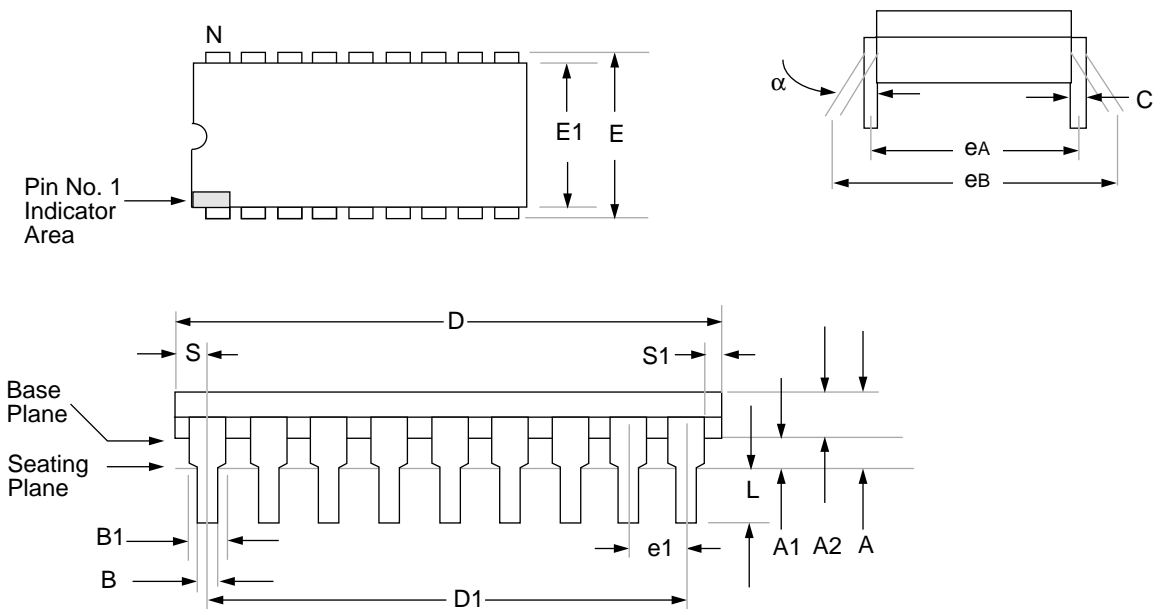 N
E1
E
Pin No. 1
Indicator
Area
α
C
eA
eB
D
S
S1
Base
Plane
Seating
Plane
L
B1
B
e1
A1
A2
A
D1